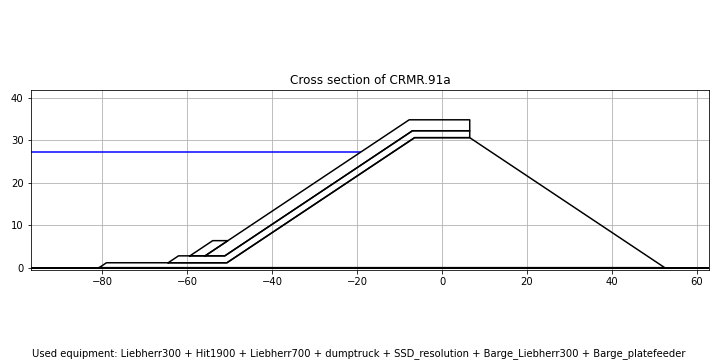 Cross section of CRMR.91a
40
30
20
10
0
−80 −60 −40 −20 0 20 40 60
Used equipment: Liebherr300 + Hit1900 + Liebherr700 + dumptruck + SSD_resolution + Barge_Liebherr300 + Barge_platefeeder